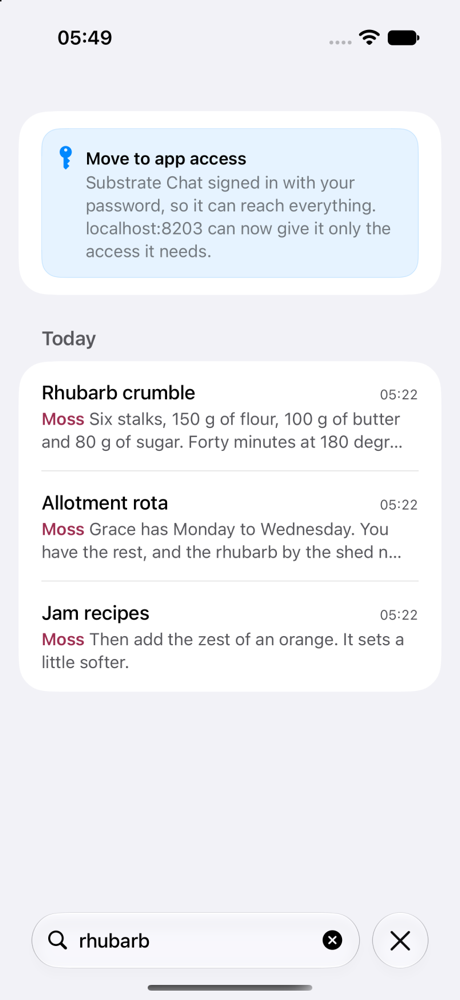 05:49
Move to app access
Substrate Chat signed in with your
password, so it can reach everything.
localhost:8203 can now give it only the
access it needs.
Today
Rhubarb crumble
05:22
Moss Six stalks, 150 g of flour, 100 g of butter
and 80 g of sugar. Forty minutes at 180 degr...
Allotment rota
05:22
Moss Grace has Monday to Wednesday. You
have the rest, and the rhubarb by the shed n...
Jam recipes
05:22
Moss Then add the zest of an orange. It sets a
little softer.
rhubarb